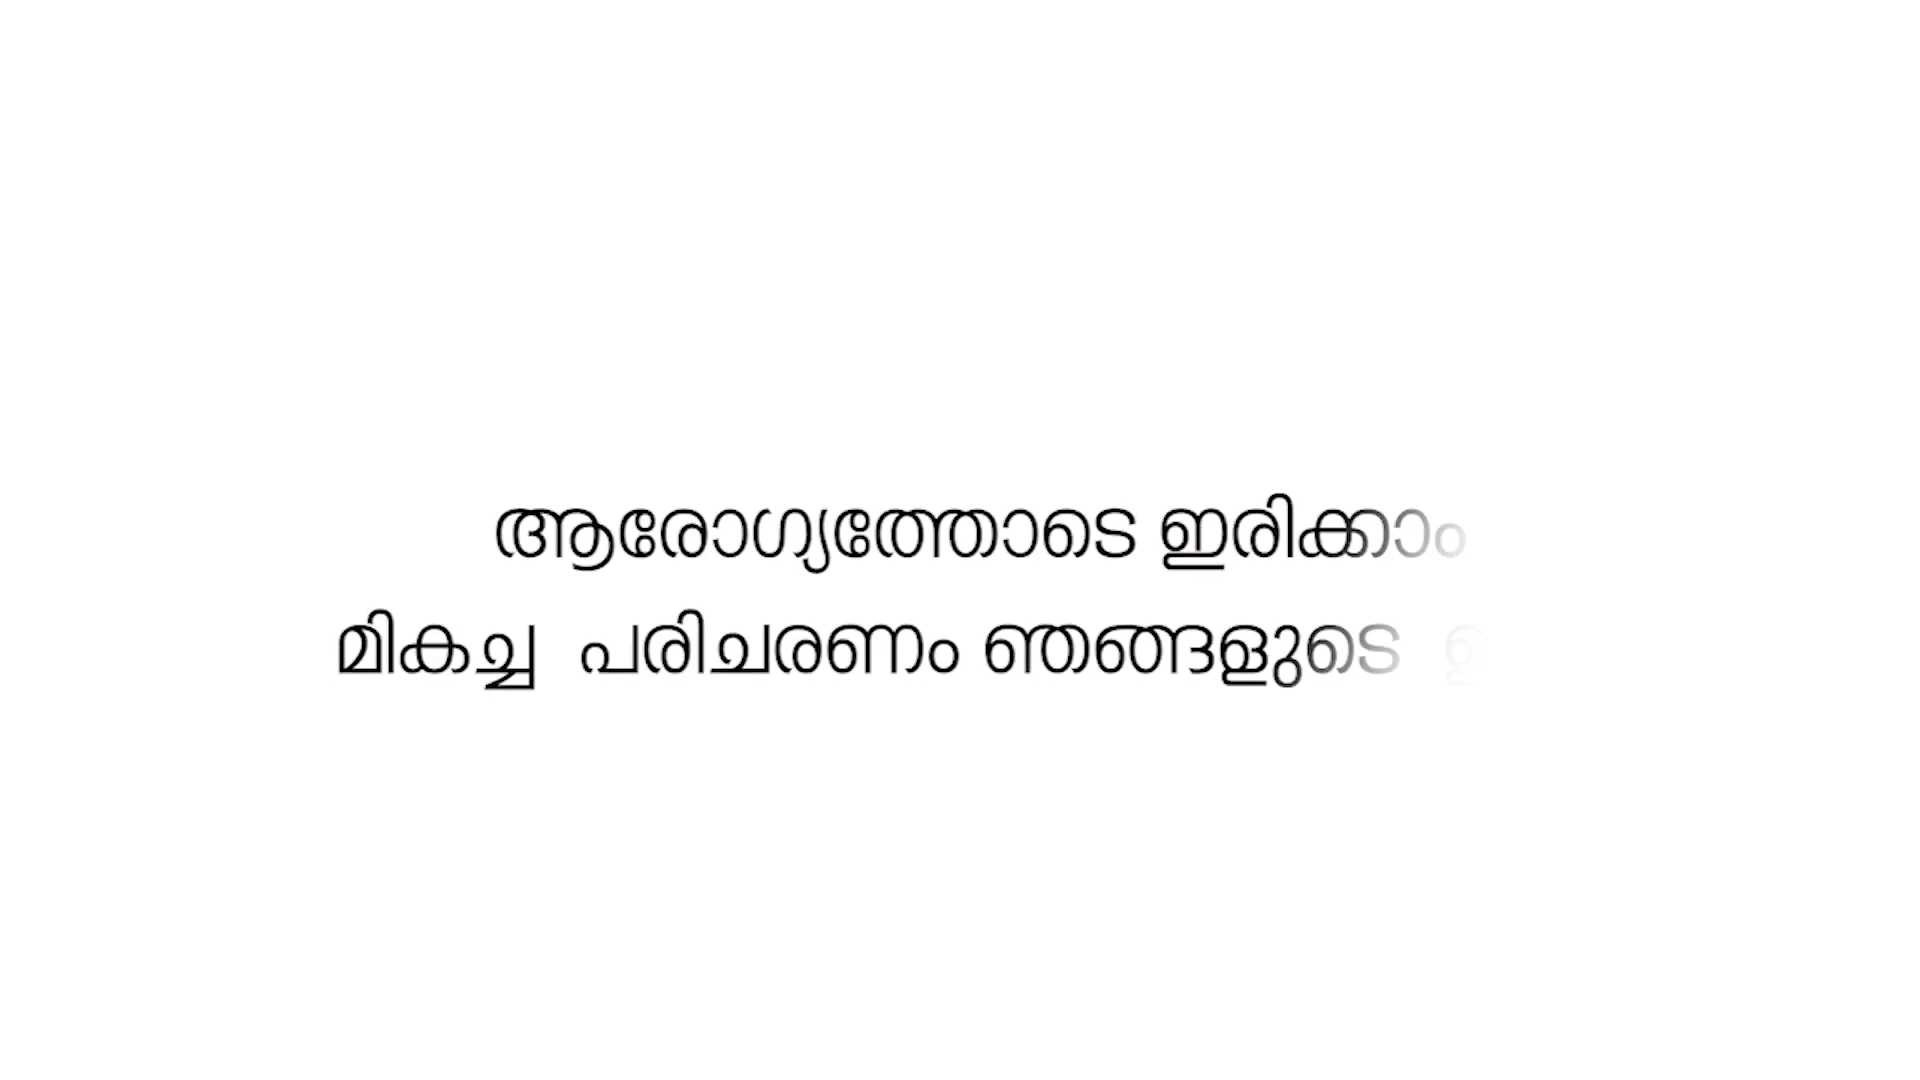 ആരോഗ്യത്തോടെ ഇരിക്കാം
മികച്ച പരിചരണം ഞങ്ങളുടെ